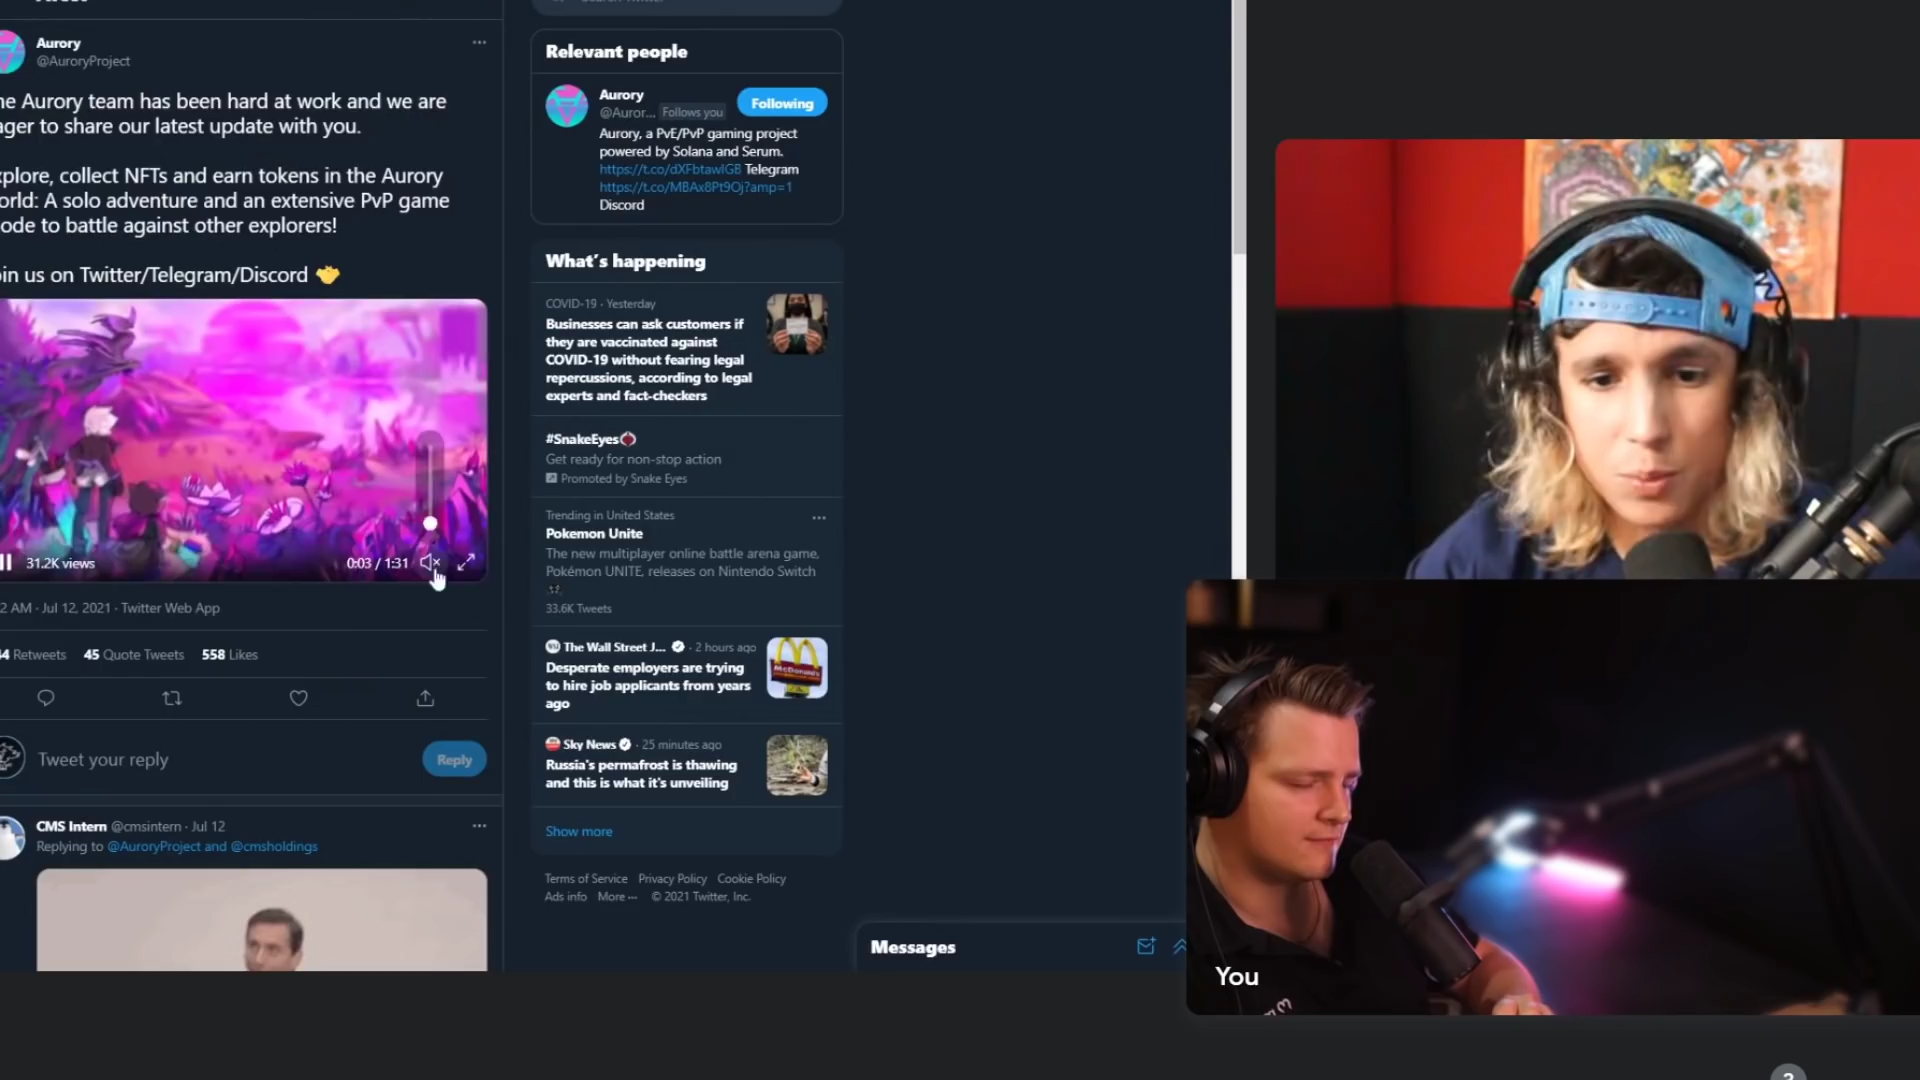 Aurory
@AuroryProject
he Aurory team has been hard at work and we are
ager to share our latest update with you.
xplore, collect NFTs and earn tokens in the Aurory
orld: A solo adventure and an extensive PvP game
ode to battle against other explorers!
oin us on Twitter/Telegram/Discord
31.2K views
0:03 / 1:31
2 AM · Jul 12, 2021 · Twitter Web App
4 Retweets 45 Quote Tweets 558 Likes
Tweet your reply
Reply
CMS Intern @cmsintern · Jul 12
Replying to @AuroryProject and @cmsholdings
Relevant people
Aurory
@Auror... Follows you
Following
Aurory, a PvE/PvP gaming project
powered by Solana and Serum.
https://t.co/dXFbtawIGB Telegram
https://t.co/MBAx8Pt9Oj?amp=1
Discord
What's happening
COVID-19 · Yesterday
Businesses can ask customers if
they are vaccinated against
COVID-19 without fearing legal
repercussions, according to legal
experts and fact-checkers
#SnakeEyes
Get ready for non-stop action
Promoted by Snake Eyes
Trending in United States
Pokemon Unite
The new multiplayer online battle arena game,
Pokémon UNITE, releases on Nintendo Switch
33.6K Tweets
The Wall Street J... · 2 hours ago
Desperate employers are trying
to hire job applicants from years
ago
McDonald's
Sky News · 25 minutes ago
Russia's permafrost is thawing
and this is what it's unveiling
Show more
Terms of Service Privacy Policy Cookie Policy
Ads info More ··· © 2021 Twitter, Inc.
Messages
You